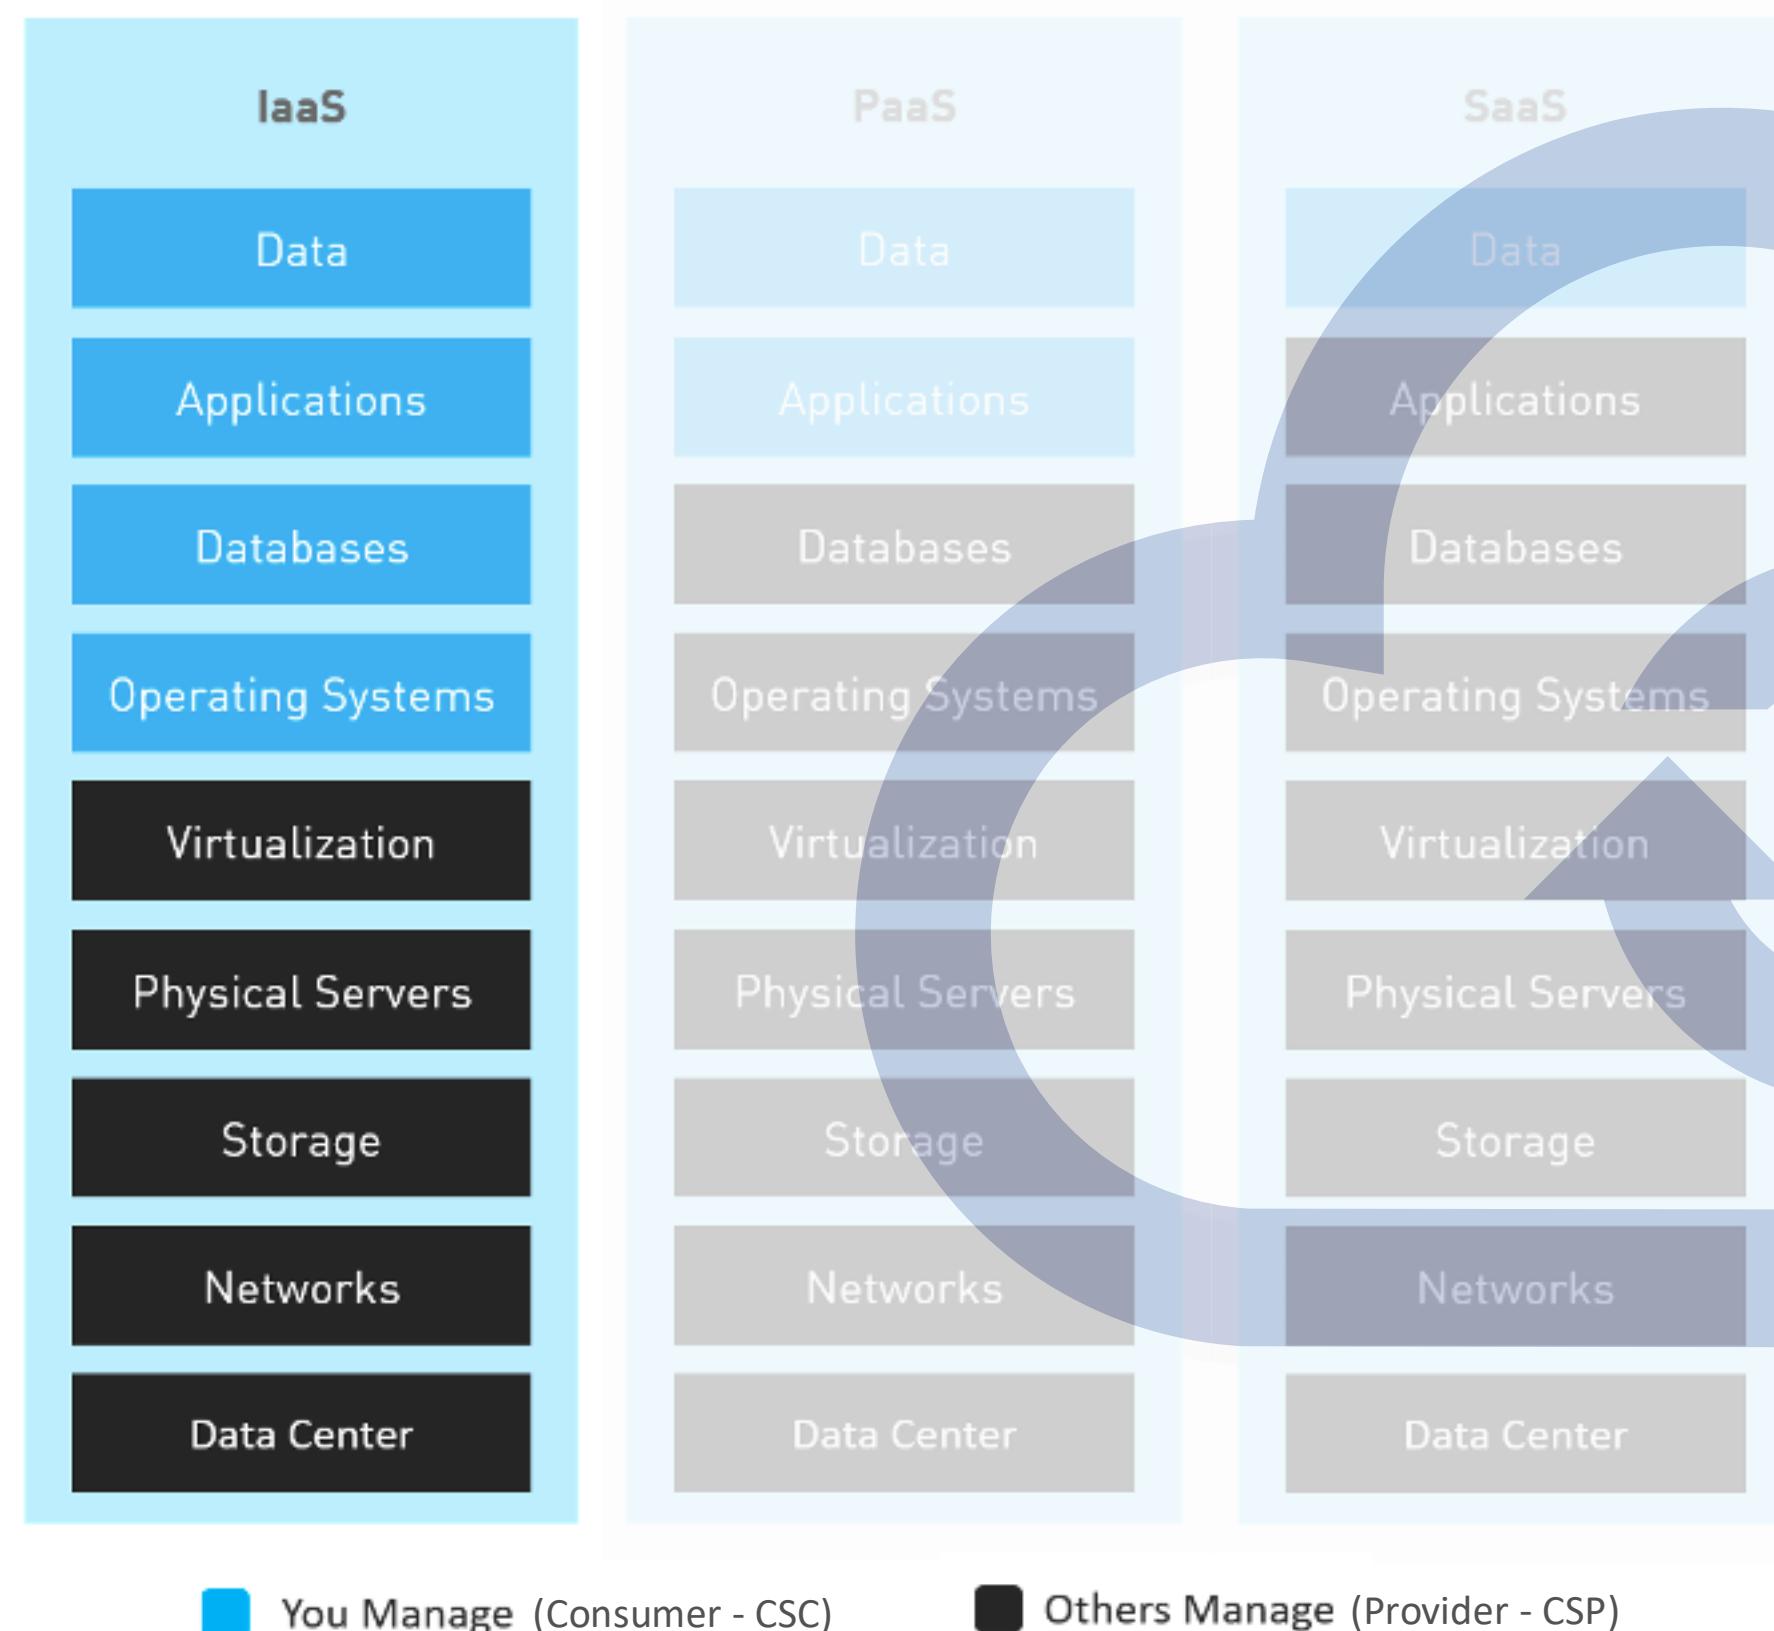 IaaS
Data
Applications
Databases
Operating Systems
Virtualization
Physical Servers
Storage
Networks
Data Center
PaaS
Data
Applications
Databases
Operating Systems
Virtualization
Physical Servers
Storage
Networks
Data Center
SaaS
Data
Applications
Databases
Operating Systems
Virtualization
Physical Servers
Storage
Networks
Data Center
You Manage (Consumer - CSC)
Others Manage (Provider - CSP)